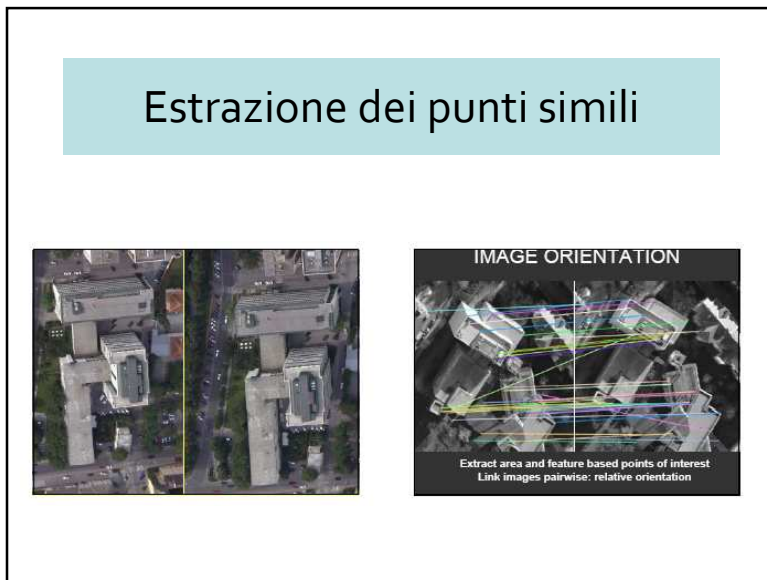 Estrazione dei punti simili
IMAGE ORIENTATION
Extract area and feature based points of interest
Link images pairwise: relative orientation